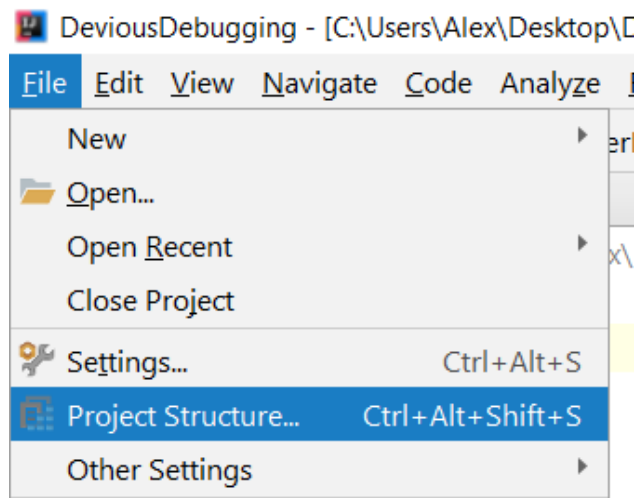 DeviousDebugging - [C:\Users\Alex\Desktop\
File Edit View Navigate Code Analyze
New
Open...
Open Recent
x\
Close Project
Settings... Ctrl+Alt+S
Project Structure... Ctrl+Alt+Shift+S
Other Settings